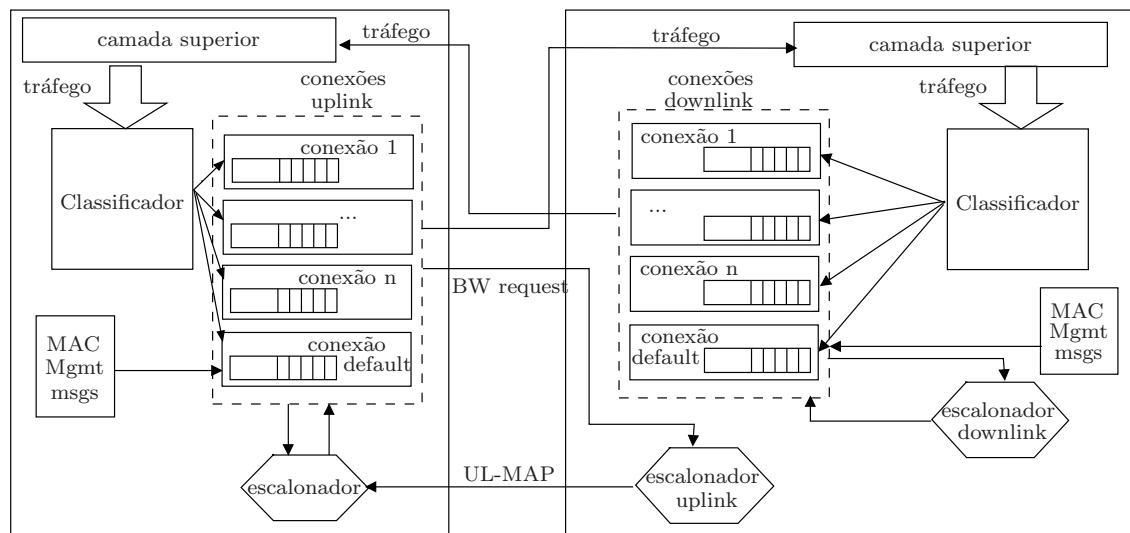 camada superior
tráfego
conexões
uplink
tráfego
conexão 1
Classificador
...
conexão n
MAC
Mgmt
msgs
conexão
default
escalonador
tráfego
tráfego
BW request
UL-MAP
camada superior
conexões
downlink
tráfego
conexão 1
Classificador
...
conexão n
conexão
default
MAC
Mgmt
msgs
escalonador
downlink
escalonador
uplink